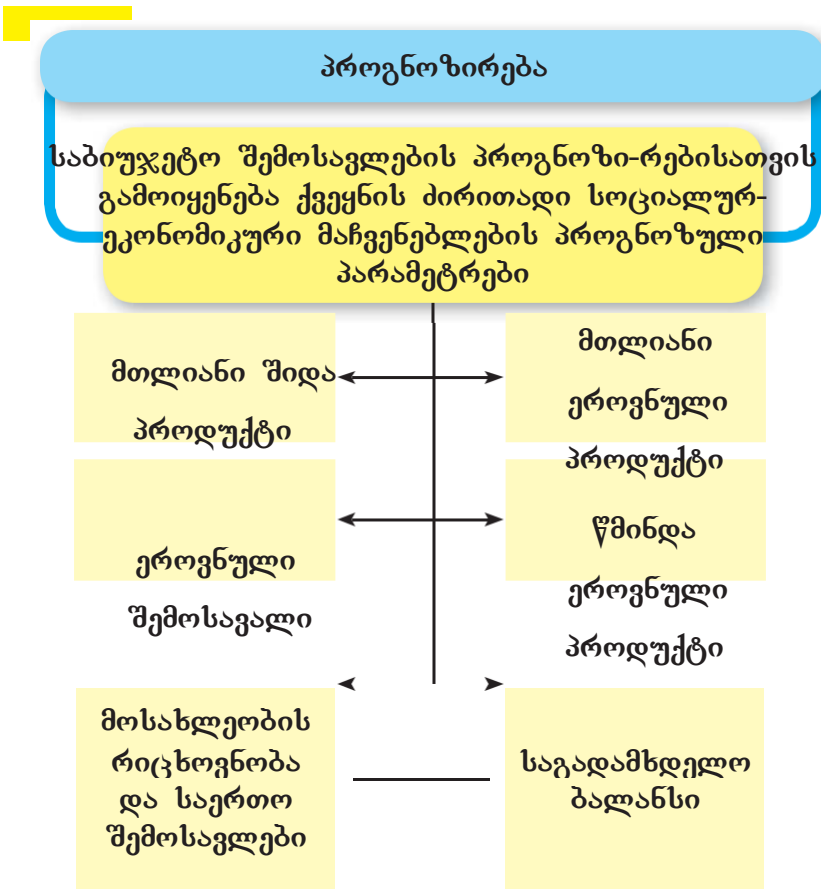 პროგნოზირება
საბიუჯეტო შემოსავლების პროგნოზი-რებისათვის
გამოიყენება ქვეყნის ძირითადი სოციალურ-
ეკონომიკური მაჩვენებლების პროგნოზული
პარამეტრები
მთლიანი შიდა
პროდუქტი
მთლიანი
ეროვნული
პროდუქტი
ეროვნული
შემოსავალი
წმინდა
ეროვნული
პროდუქტი
მოსახლეობის
რიცხოვნობა
და საერთო
შემოსავლები
საგადამხდელო
ბალანსი